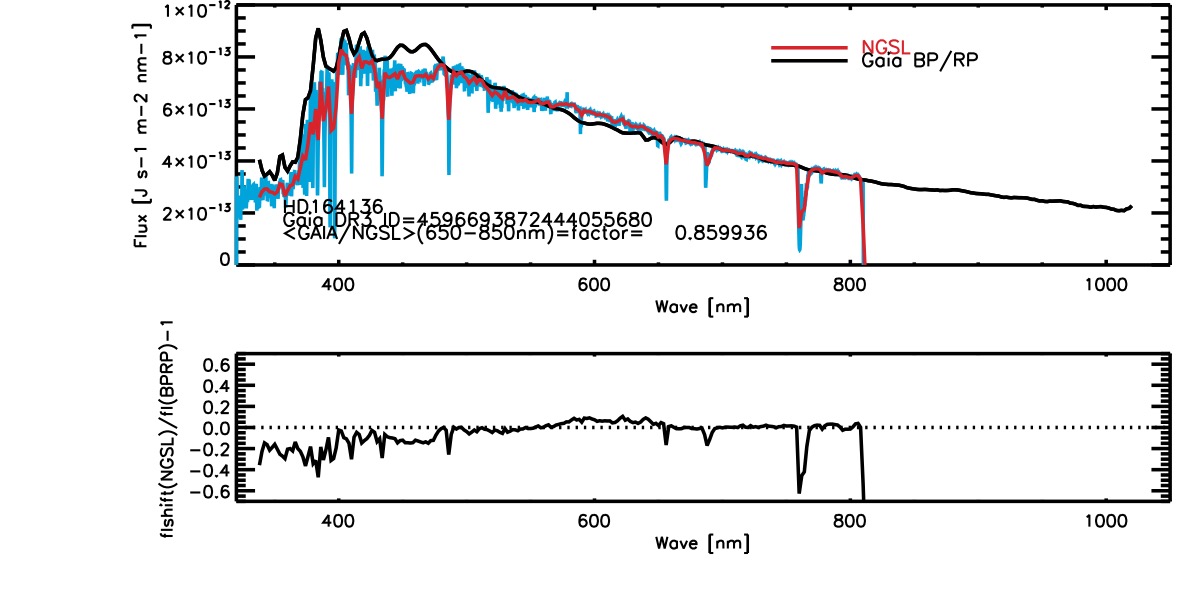 1×10−12
8×10−13
6×10−13
4×10−13
2×10−13
0
Flux [J s−1 m−2 nm−1]
NGSL
Gaia BP/RP
HD164136
Gaia DR3 ID=4596693872444055680
<GAIA/NGSL>(650−850nm)=factor= 0.859936
400 600 800 1000
Wave [nm]
0.6
0.4
0.2
0.0
−0.2
−0.4
−0.6
flshift(NGSL)/fl(BPRP)−1
400 600 800 1000
Wave [nm]